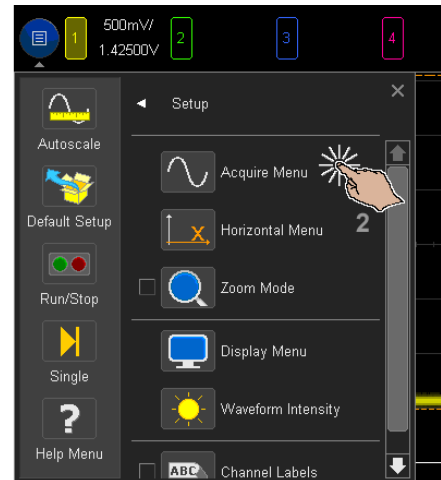 1
500mV/
1.42500V
2
3
4
Setup
Autoscale
Acquire Menu
2
Default Setup
Horizontal Menu
X
Run/Stop
Zoom Mode
Single
Display Menu
Waveform Intensity
?
Help Menu
ABC
Channel Labels